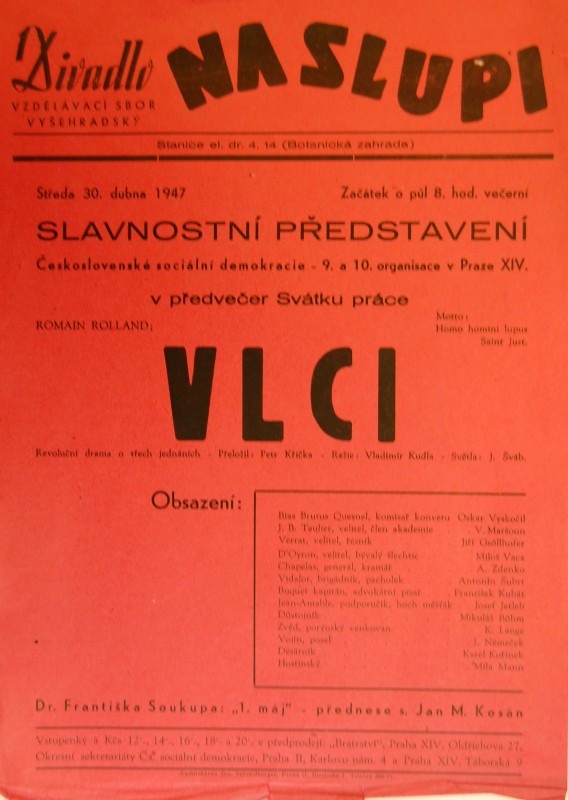 Divadlo
NA SLUPI
VZDĚLÁVACÍ SBOR
VYŠEHRADSKÝ
Stanice el. dr. 4, 14 (Botanická zahrada)
Středa 30. dubna 1947 Začátek o půl 8. hod. večerní
SLAVNOSTNÍ PŘEDSTAVENÍ
Československé sociální demokracie - 9. a 10. organisace v Praze XIV.
v předvečer Svátku práce
ROMAIN ROLLAND:
Motto:
Homo homini lupus
Saint Just.
VLCI
Revoluční drama o třech jednáních - Přeložil: Petr Křička - Režie: Vladimír Kudla - Světla: J. Šváb.
Obsazení:
Biss Brutus Quesnel, komisař konventu Oskar Vyskočil
J. B. Teulier, velitel, člen akademie V. Maršoun
Verrat, velitel, řezník Jiří
D'Oyron, velitel, bývalý šlechtic Miloš Vaca
Chapelas, generál, kramář A. Zdenko
Vidalot, brigádník, pacholek Antonín Šubrt
Buquet kapitán, advokátní písař František Kubát
Jean-Amable, podporučík, hoch měšťák Josef
Důstojník Mikuláš Böhm
Zvěd, porýnský venkovan K. Lange
posel J. Němeček
Desátník Karel Kořínek
Hostinský Míla Mann
Dr. Františka Soukupa: „1. máj" - přednese s. Jan M. Kosán
Vstupenky a Kčs 12·-, 14·-, 16·-, 18·- a 20·- v předprodeji: „Bratrství", Praha XIV, Oldřichova 27,
Okresní sekretariáty ČS sociální demokracie, Praha II, Karlovo nám. 4 a Praha XIV, Táborská 9